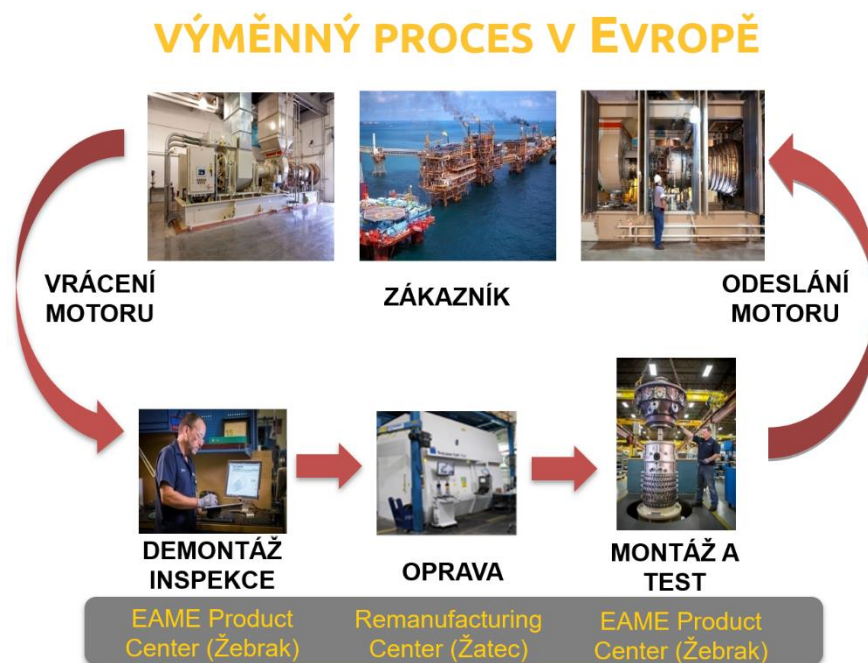 VÝMĚNNÝ PROCES V EVROPĚ
VRÁCENÍ
MOTORU
ZÁKAZNÍK
ODESLÁNÍ
MOTORU
DEMONTÁŽ
INSPEKCE
OPRAVA
MONTÁŽ A
TEST
EAME Product
Center (Žebrak)
Remanufacturing
Center (Žatec)
EAME Product
Center (Žebrak)